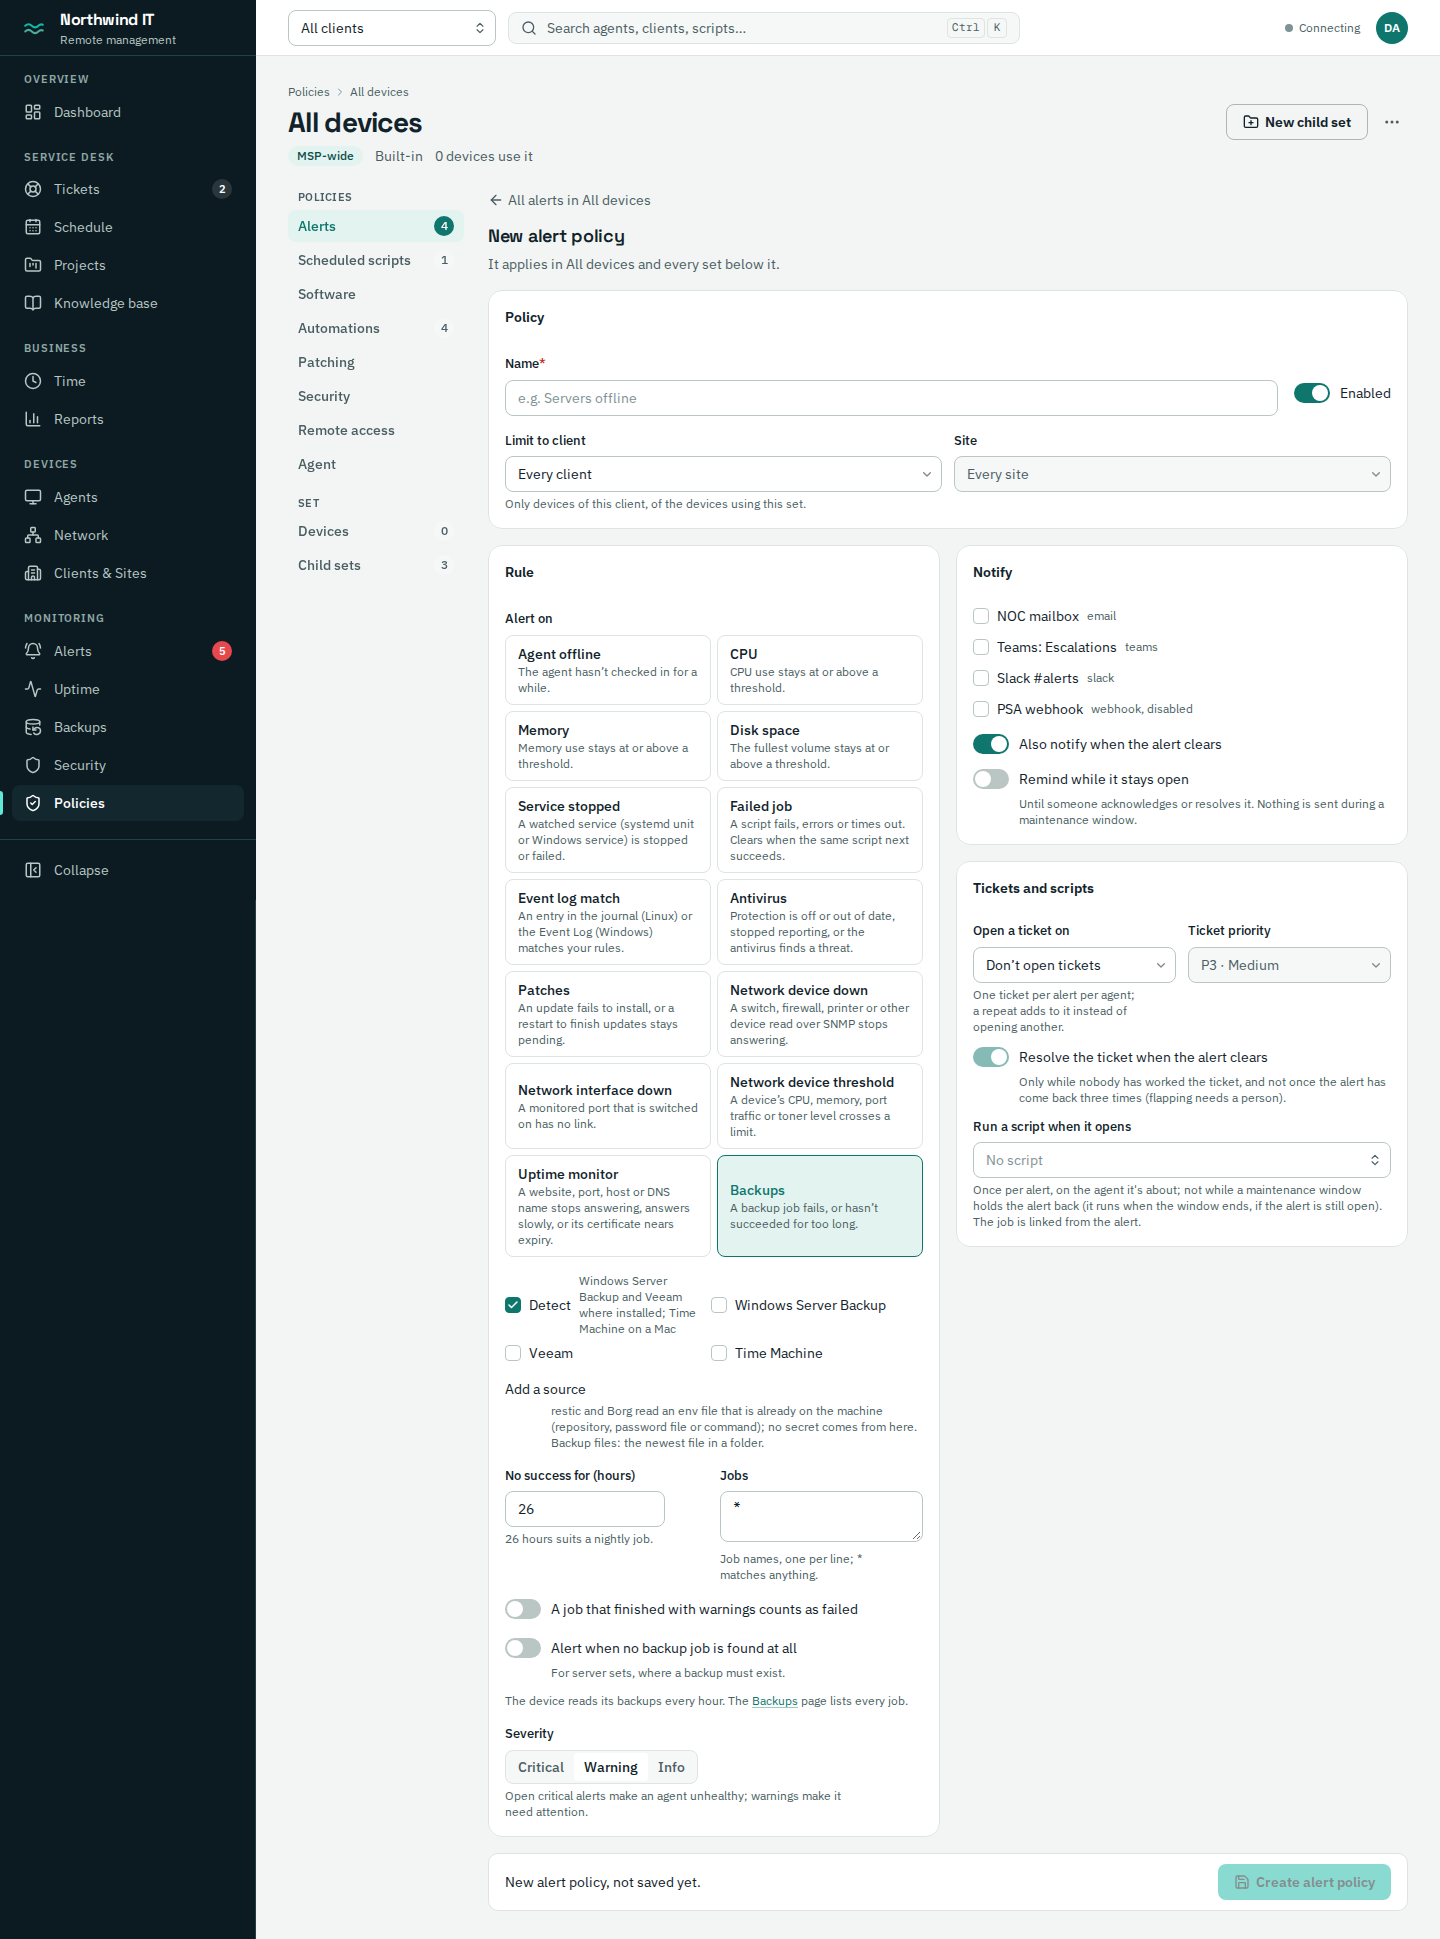 Northwind IT
Remote management
All clients
Search agents, clients, scripts...
Ctrl K
Connecting
DA
OVERVIEW
Dashboard
SERVICE DESK
Tickets 2
Schedule
Projects
Knowledge base
BUSINESS
Time
Reports
DEVICES
Agents
Network
Clients & Sites
MONITORING
Alerts 5
Uptime
Backups
Security
Policies
Collapse
Policies > All devices
All devices
MSP-wide Built-in 0 devices use it
New child set
POLICIES
Alerts 4
Scheduled scripts 1
Software
Automations 4
Patching
Security
Remote access
Agent
SET
Devices 0
Child sets 3
All alerts in All devices
New alert policy
It applies in All devices and every set below it.
Policy
Name*
e.g. Servers offline
Enabled
Limit to client
Every client
Only devices of this client, of the devices using this set.
Site
Every site
Rule
Alert on
Agent offline
The agent hasn't checked in for a
while.
CPU
CPU use stays at or above a
threshold.
Memory
Memory use stays at or above a
threshold.
Disk space
The fullest volume stays at or
above a threshold.
Service stopped
A watched service (systemd unit
or Windows service) is stopped
or failed.
Failed job
A script fails, errors or times out.
Clears when the same script next
succeeds.
Event log match
An entry in the journal (Linux) or
the Event Log (Windows)
matches your rules.
Antivirus
Protection is off or out of date,
stopped reporting, or the
antivirus finds a threat.
Patches
An update fails to install, or a
restart to finish updates stays
pending.
Network device down
A switch, firewall, printer or other
device read over SNMP stops
answering.
Network interface down
A monitored port that is switched
on has no link.
Network device threshold
A device's CPU, memory, port
traffic or toner level crosses a
limit.
Uptime monitor
A website, port, host or DNS
name stops answering, answers
slowly, or its certificate nears
expiry.
Backups
A backup job fails, or hasn't
succeeded for too long.
Detect
Windows Server
Backup and Veeam
where installed; Time
Machine on a Mac
Windows Server Backup
Veeam
Time Machine
Add a source
restic and Borg read an env file that is already on the machine
(repository, password file or command); no secret comes from here.
Backup files: the newest file in a folder.
No success for (hours)
26
26 hours suits a nightly job.
Jobs
*
Job names, one per line; *
matches anything.
A job that finished with warnings counts as failed
Alert when no backup job is found at all
For server sets, where a backup must exist.
The device reads its backups every hour. The Backups page lists every job.
Severity
Critical Warning Info
Open critical alerts make an agent unhealthy; warnings make it
need attention.
Notify
NOC mailbox email
Teams: Escalations teams
Slack #alerts slack
PSA webhook webhook, disabled
Also notify when the alert clears
Remind while it stays open
Until someone acknowledges or resolves it. Nothing is sent during a
maintenance window.
Tickets and scripts
Open a ticket on
Don't open tickets
One ticket per alert per agent;
a repeat adds to it instead of
opening another.
Ticket priority
P3 · Medium
Resolve the ticket when the alert clears
Only while nobody has worked the ticket, and not once the alert has
come back three times (flapping needs a person).
Run a script when it opens
No script
Once per alert, on the agent it's about; not while a maintenance window
holds the alert back (it runs when the window ends, if the alert is still open).
The job is linked from the alert.
New alert policy, not saved yet.
Create alert policy